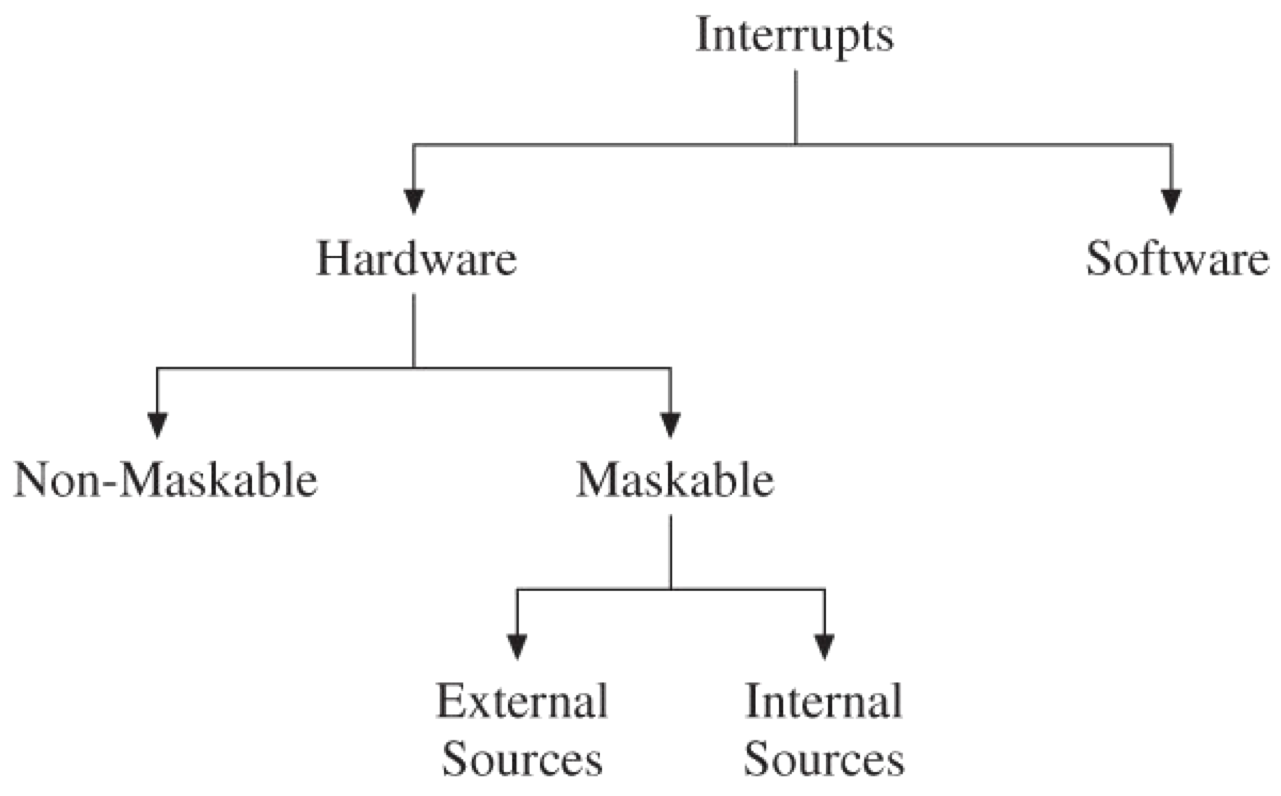 Interrupts
Hardware
Software
Non-Maskable
Maskable
External
Sources
Internal
Sources